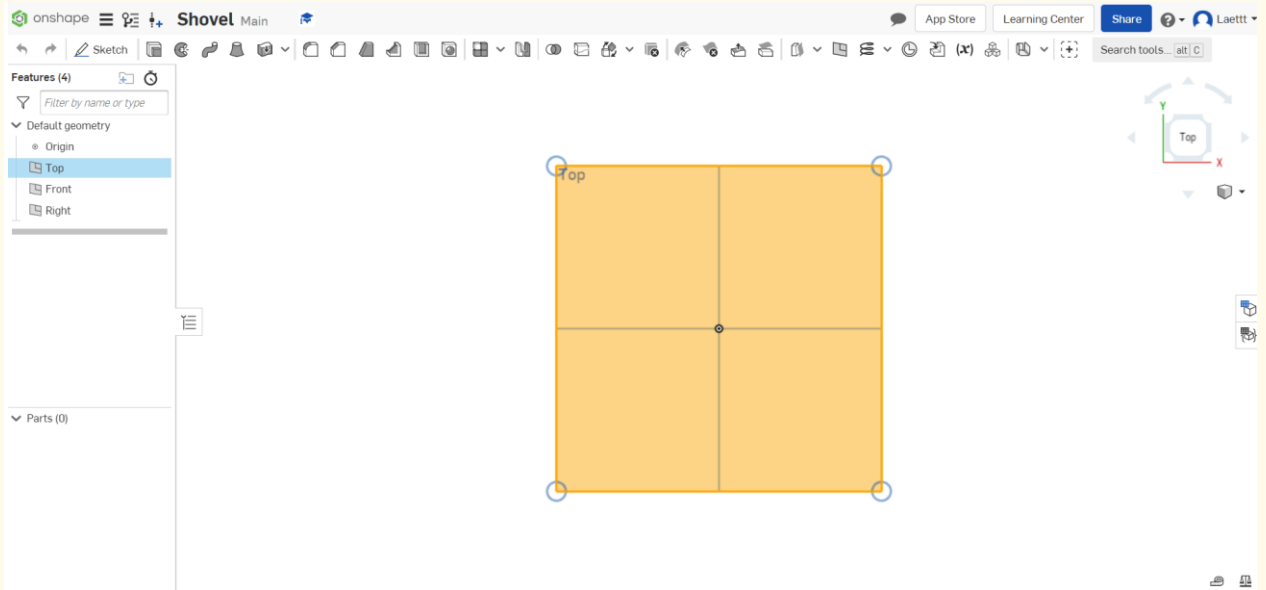 onshape Shovel Main App Store Learning Center Share Laettt
Sketch Search tools... alt C
Features (4)
Filter by name or type
Default geometry
Origin
Top
Front
Right
Parts (0)
Top
Y
Top
X